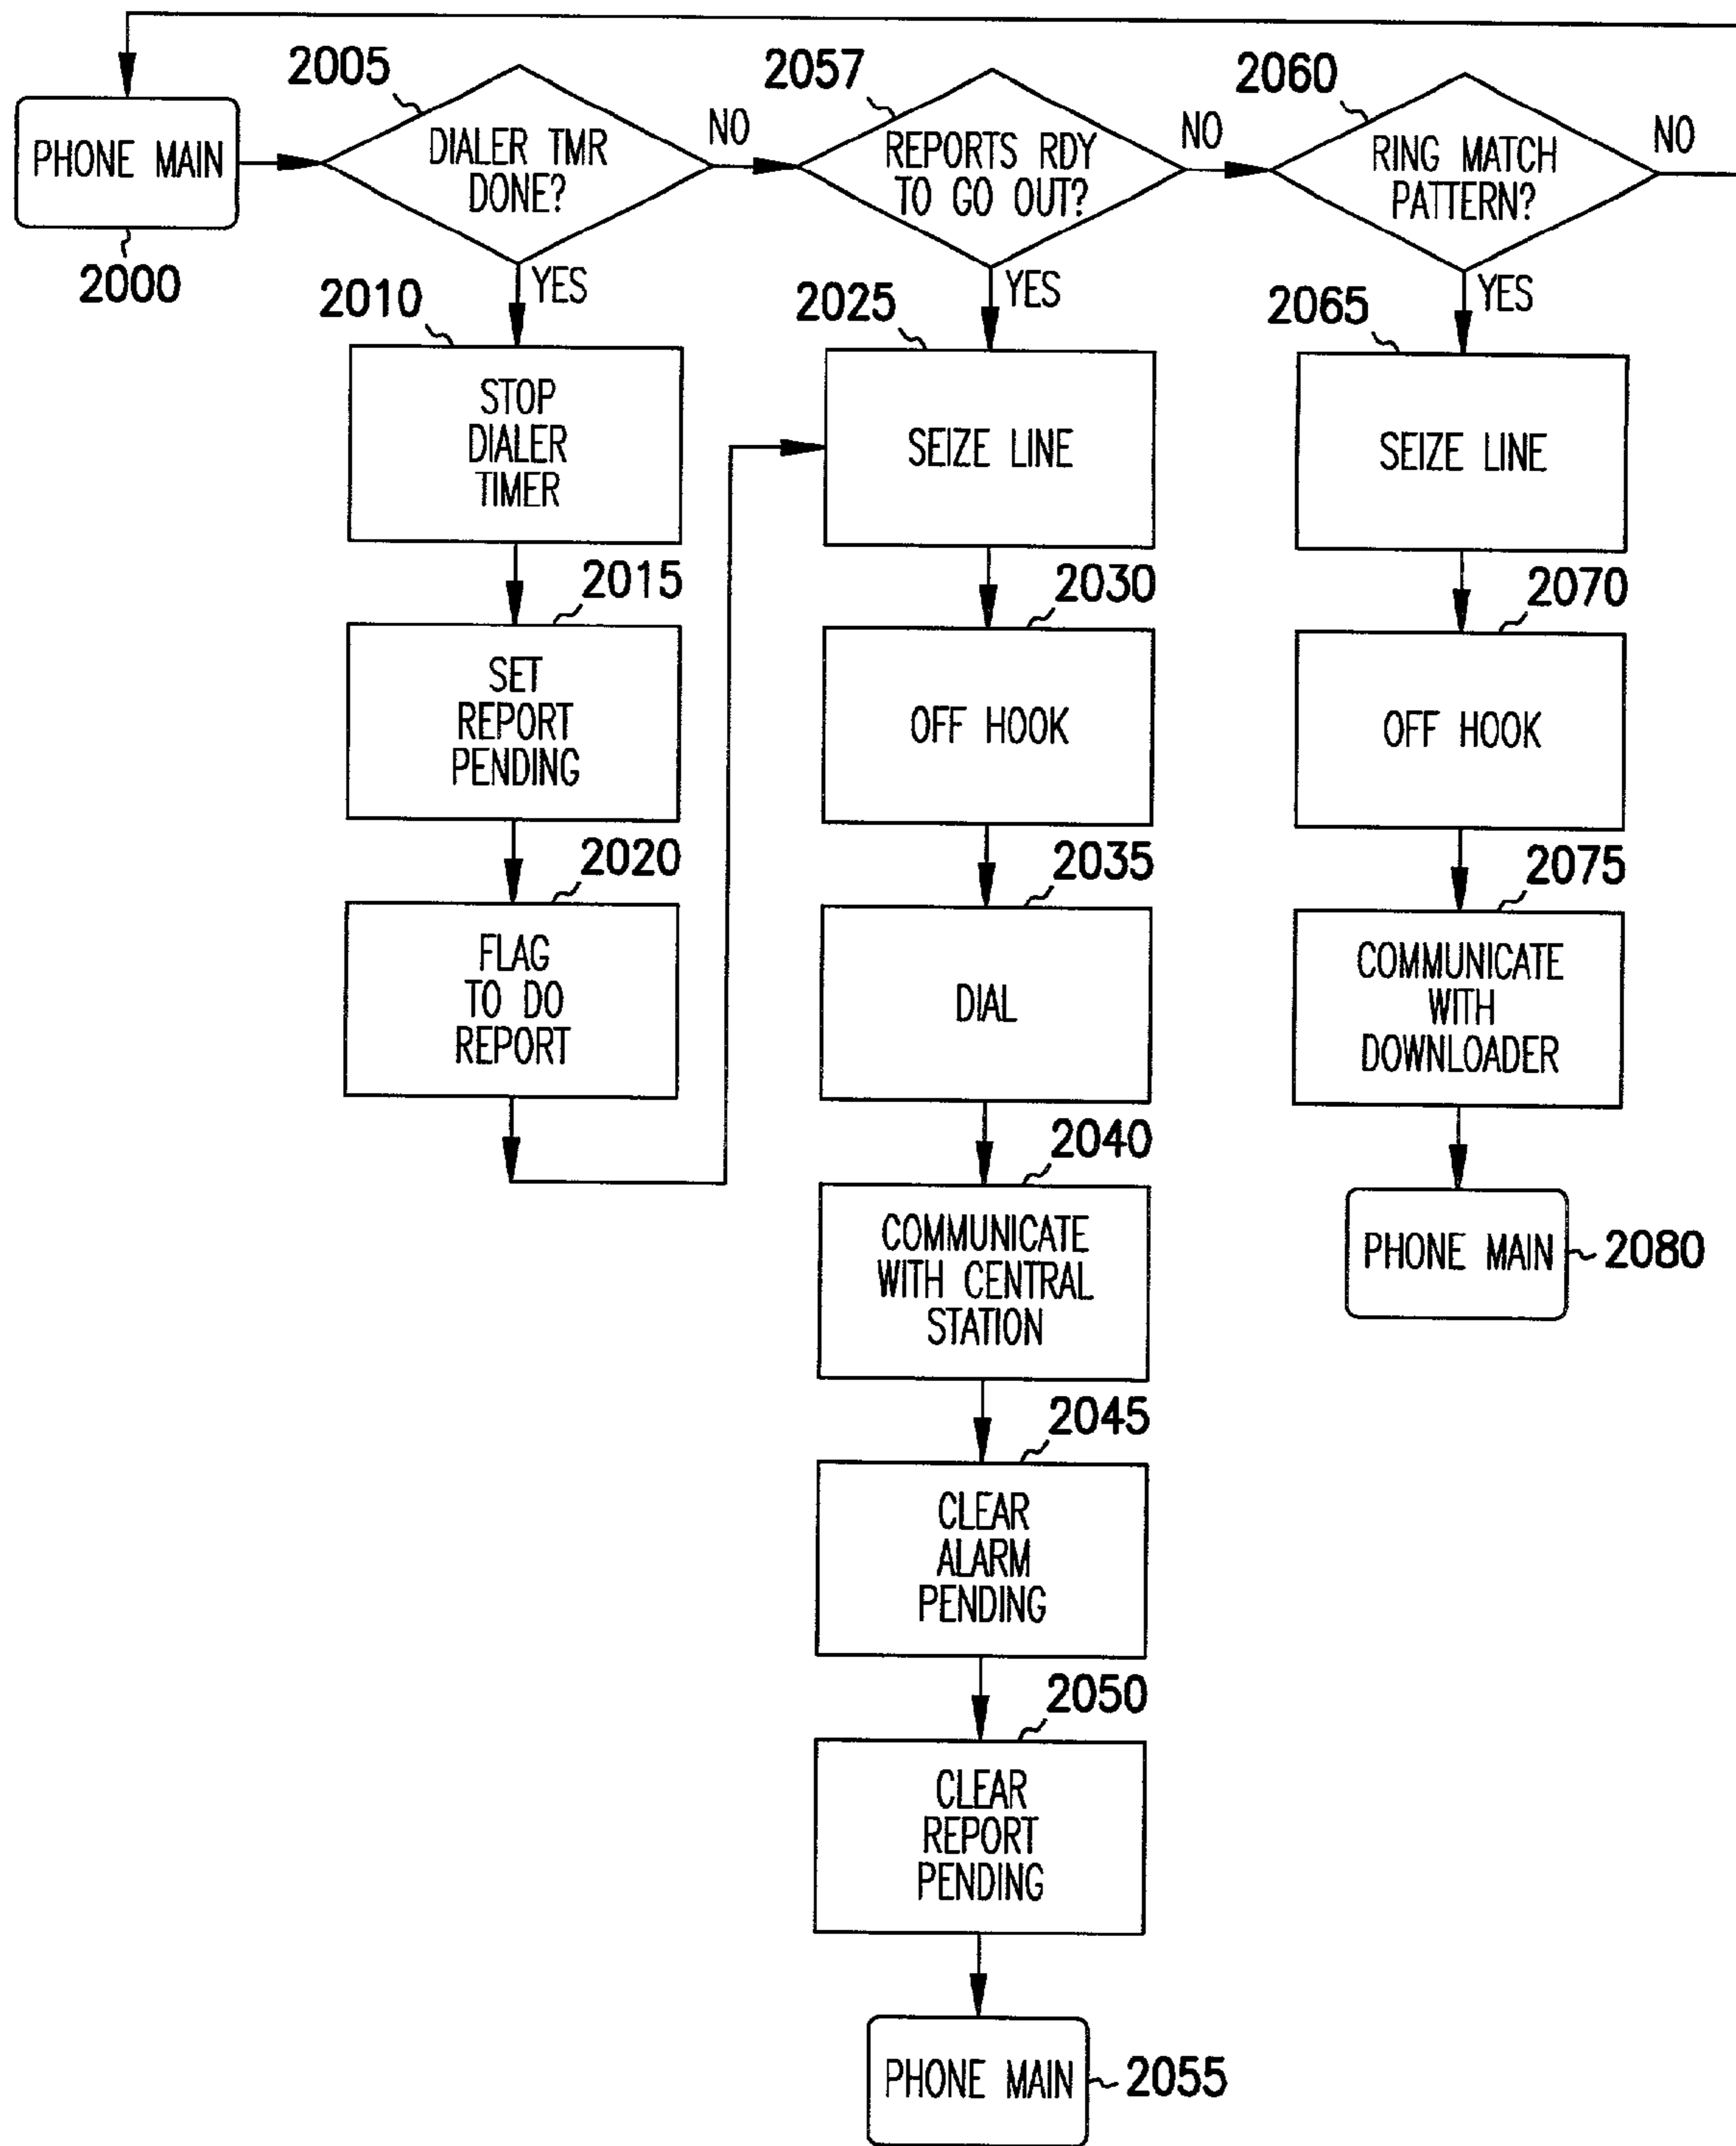 2005
2057
2060
PHONE MAIN
2000
DIALER TMR
DONE?
NO
YES
REPORTS RDY
TO GO OUT?
NO
YES
RING MATCH
PATTERN?
NO
YES
2010
STOP
DIALER
TIMER
2015
SET
REPORT
PENDING
2020
FLAG
TO DO
REPORT
2025
SEIZE LINE
2030
OFF HOOK
2035
DIAL
2040
COMMUNICATE
WITH CENTRAL
STATION
2045
CLEAR
ALARM
PENDING
2050
CLEAR
REPORT
PENDING
PHONE MAIN
2055
2065
SEIZE LINE
2070
OFF HOOK
2075
COMMUNICATE
WITH
DOWNLOADER
PHONE MAIN
2080